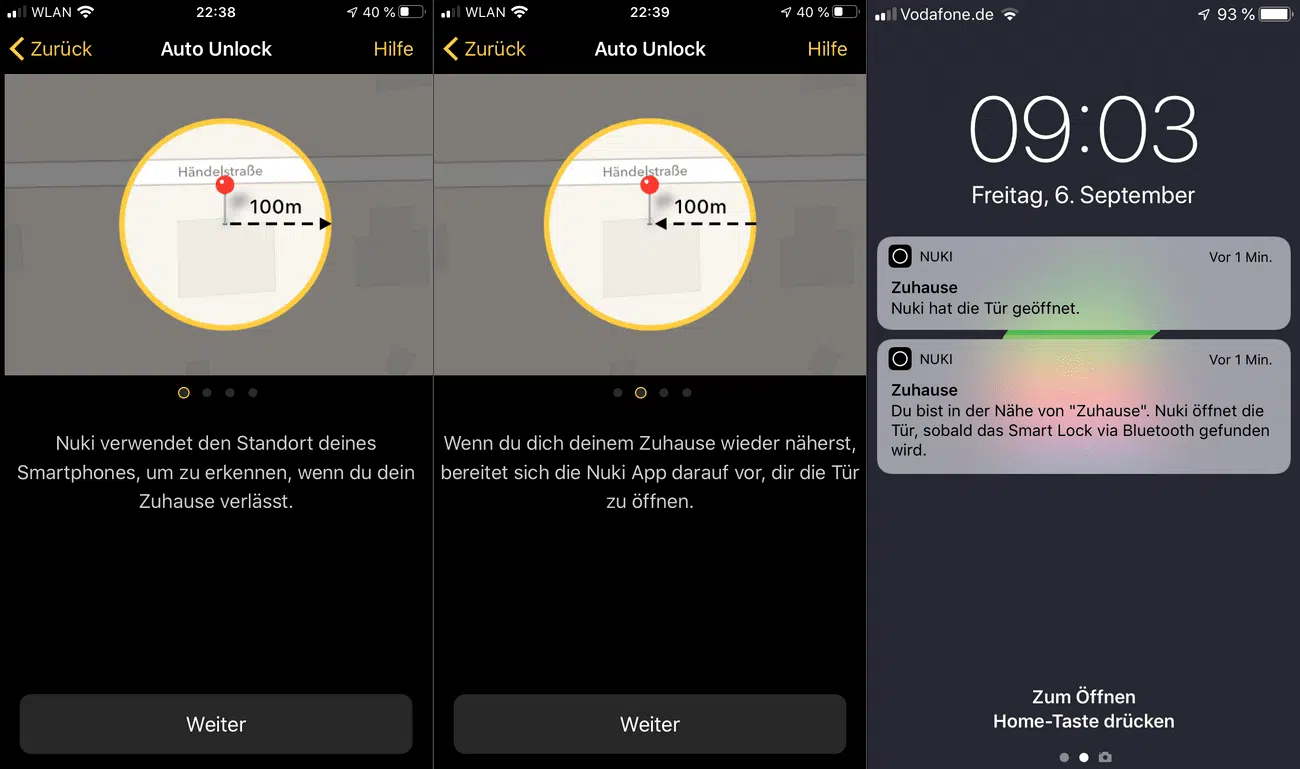 WLAN 22:38 40 %
Zurück Auto Unlock Hilfe
Händelstraße
100m
Nuki verwendet den Standort deines
Smartphones, um zu erkennen, wenn du dein
Zuhause verlässt.
Weiter
WLAN 22:39 40 %
Zurück Auto Unlock Hilfe
Händelstraße
100m
Wenn du dich deinem Zuhause wieder näherst,
bereitet sich die Nuki App darauf vor, dir die Tür
zu öffnen.
Weiter
Vodafone.de 93 %
09:03
Freitag, 6. September
NUKI Vor 1 Min.
Zuhause
Nuki hat die Tür geöffnet.
NUKI Vor 1 Min.
Zuhause
Du bist in der Nähe von "Zuhause". Nuki öffnet die
Tür, sobald das Smart Lock via Bluetooth gefunden
wird.
Zum Öffnen
Home-Taste drücken